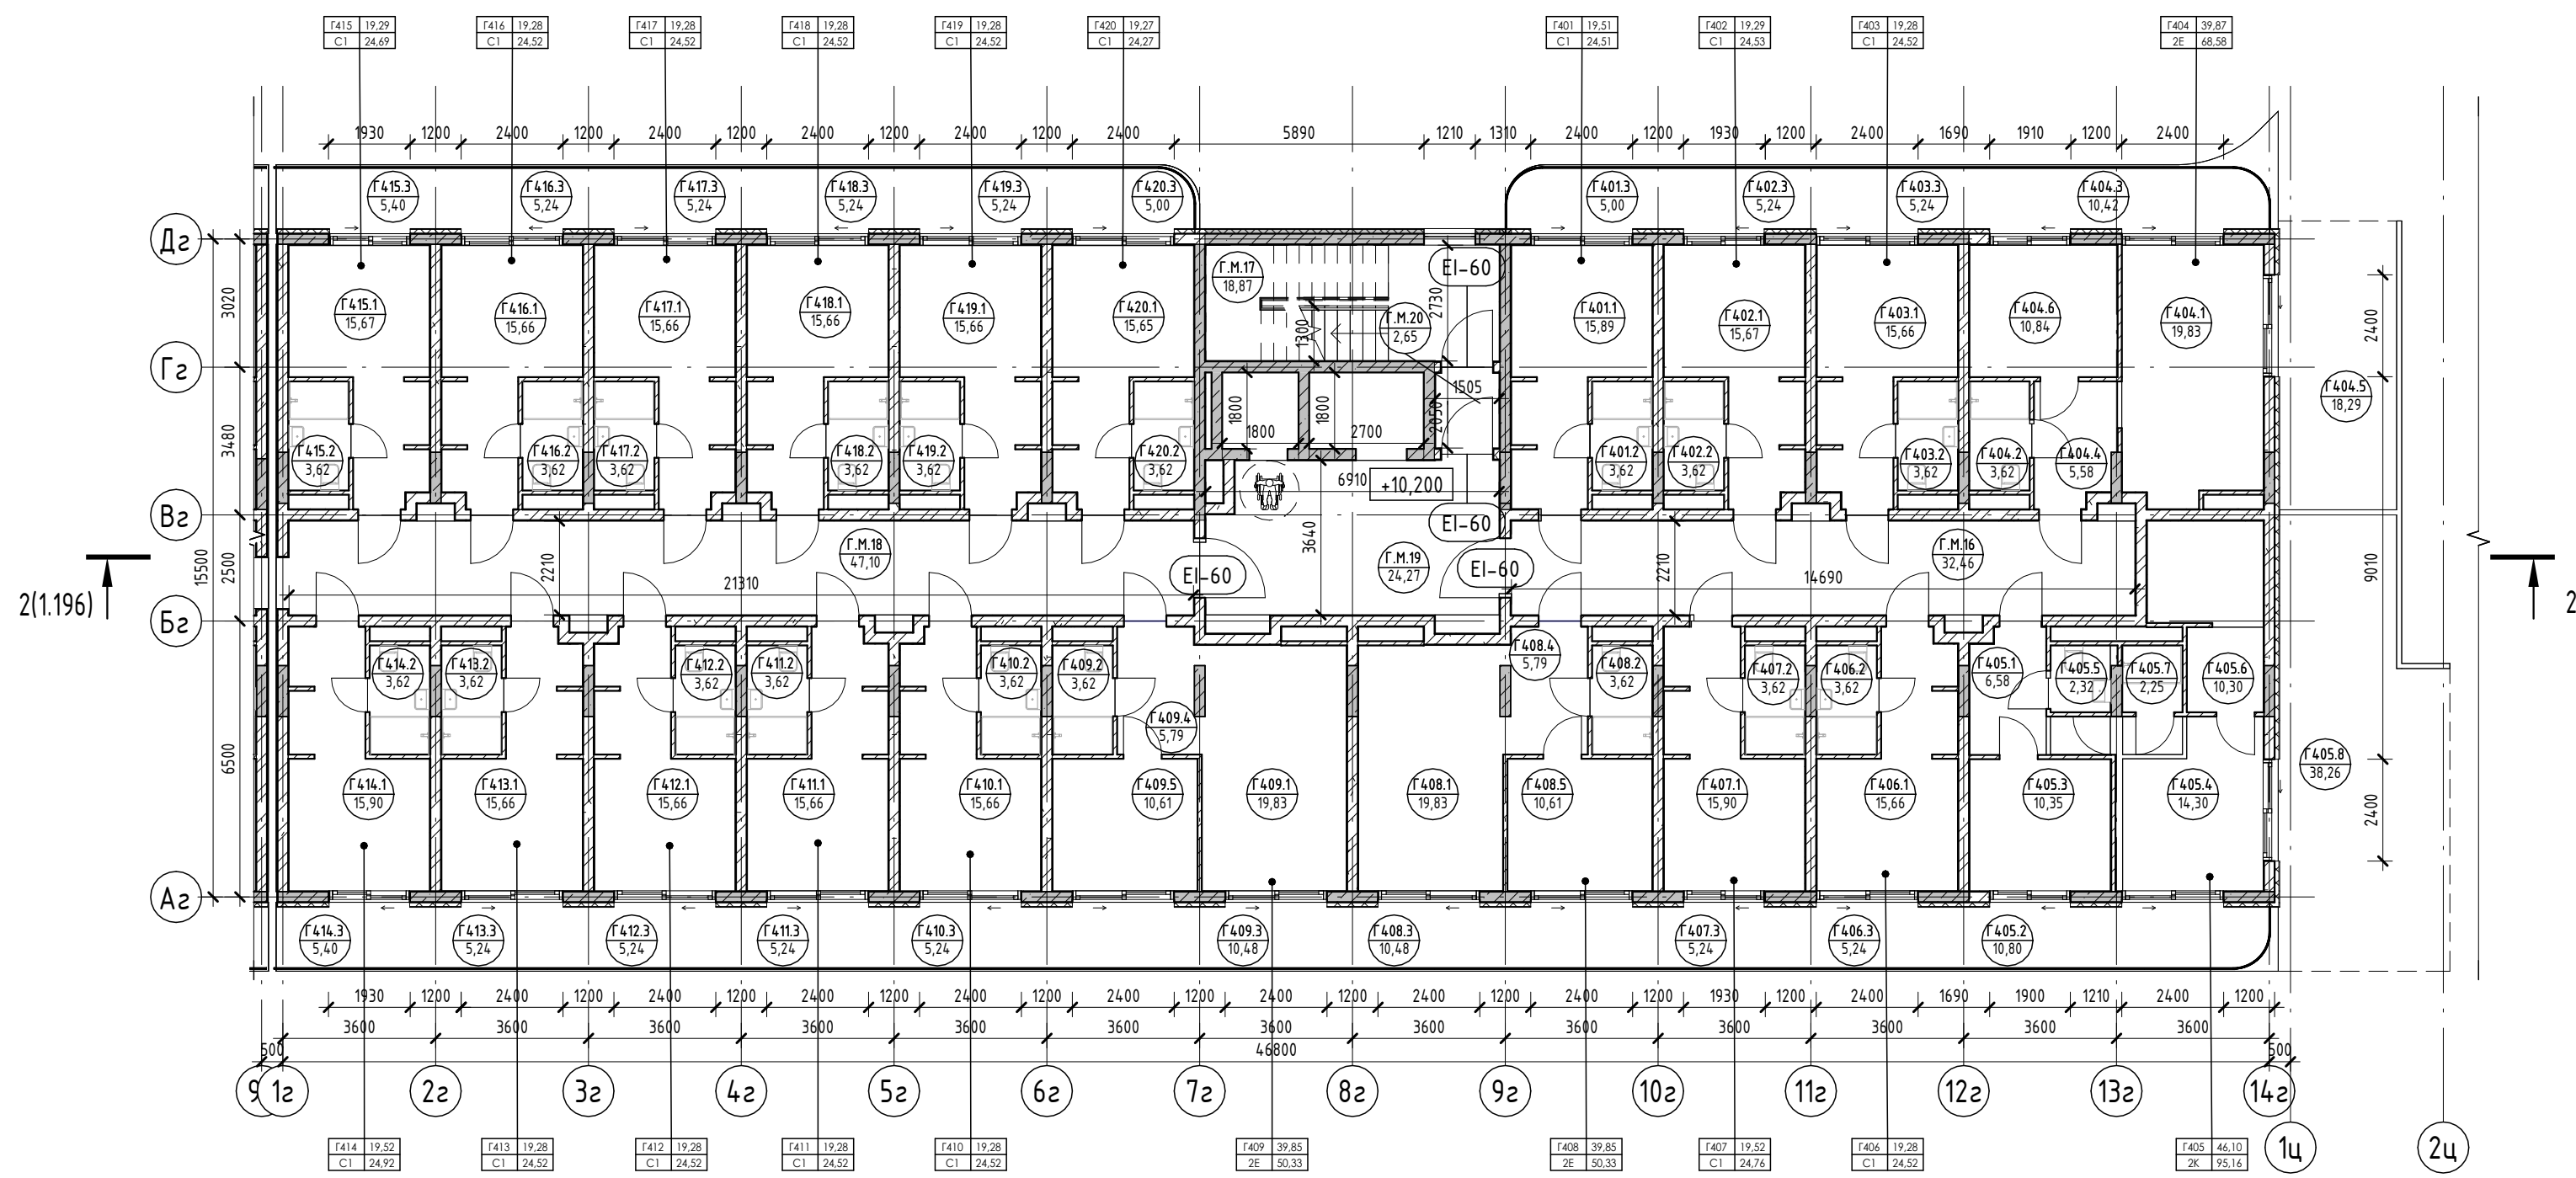 Г415 19,29 Г416 19,28 Г417 19,28 Г418 19,28 Г419 19,28 Г420 19,27 Г401 19,51 Г402 19,29 Г403 19,28 Г404 39,87
С1 24,69 С1 24,52 С1 24,52 С1 24,52 С1 24,52 С1 24,27 С1 24,51 С1 24,53 С1 24,52 2Е 68,58
1930 1200 2400 1200 2400 1200 2400 1200 2400 1200 2400 5890 1210 1310 2400 1200 1930 1200 2400 1690 1910 1200 2400
Г415.3 Г416.3 Г417.3 Г418.3 Г419.3 Г420.3 Г401.3 Г402.3 Г403.3 Г404.3
5,40 5,24 5,24 5,24 5,24 5,00 5,00 5,24 5,24 10,42
Дг
Г.М.17
18,87
EI-60
2730
Г.М.20
2,65
1300
3020
Г415.1 Г416.1 Г417.1 Г418.1 Г419.1 Г420.1 Г401.1 Г402.1 Г403.1 Г404.6 Г404.1
15,67 15,66 15,66 15,66 15,66 15,65 15,89 15,67 15,66 10,84 19,83
2400
Гг
1505
Г404.5
18,29
1800 1800 2050
1800 2700
3480
Г415.2 Г416.2 Г417.2 Г418.2 Г419.2 Г420.2 Г401.2 Г402.2 Г403.2 Г404.2 Г404.4
3,62 3,62 3,62 3,62 3,62 3,62 3,62 3,62 3,62 3,62 5,58
6910 +10,200
Вг
EI-60
3640
15500 2500
2210
Г.М.18
47,10
EI-60
Г.М.19
24,27
EI-60
2210
Г.М.16
32,46
9010
21310 14690
2(1.196)
2
Бг
Г408.4
5,79
Г414.2 Г413.2 Г412.2 Г411.2 Г410.2 Г409.2 Г408.2 Г407.2 Г406.2 Г405.1 Г405.5 Г405.7 Г405.6
3,62 3,62 3,62 3,62 3,62 3,62 3,62 3,62 3,62 6,58 2,32 2,25 10,30
Г409.4
5,79
6500
Г405.8
38,26
Г414.1 Г413.1 Г412.1 Г411.1 Г410.1 Г409.5 Г409.1 Г408.1 Г408.5 Г407.1 Г406.1 Г405.3 Г405.4
15,90 15,66 15,66 15,66 15,66 10,61 19,83 19,83 10,61 15,90 15,66 10,35 14,30
2400
Аг
Г414.3 Г413.3 Г412.3 Г411.3 Г410.3 Г409.3 Г408.3 Г407.3 Г406.3 Г405.2
5,40 5,24 5,24 5,24 5,24 10,48 10,48 5,24 5,24 10,80
1930 1200 2400 1200 2400 1200 2400 1200 2400 1200 2400 1200 2400 1200 2400 1200 2400 1200 1930 1200 2400 1690 1900 1210 2400 1200
3600 3600 3600 3600 3600 3600 3600 3600 3600 3600 3600 3600 3600
500 46800 500
9 1г 2г 3г 4г 5г 6г 7г 8г 9г 10г 11г 12г 13г 14г
1ц 2ц
Г414 19,52 Г413 19,28 Г412 19,28 Г411 19,28 Г410 19,28 Г409 39,85 Г408 39,85 Г407 19,52 Г406 19,28 Г405 46,10
С1 24,92 С1 24,52 С1 24,52 С1 24,52 С1 24,52 2Е 50,33 2Е 50,33 С1 24,76 С1 24,52 2К 95,16